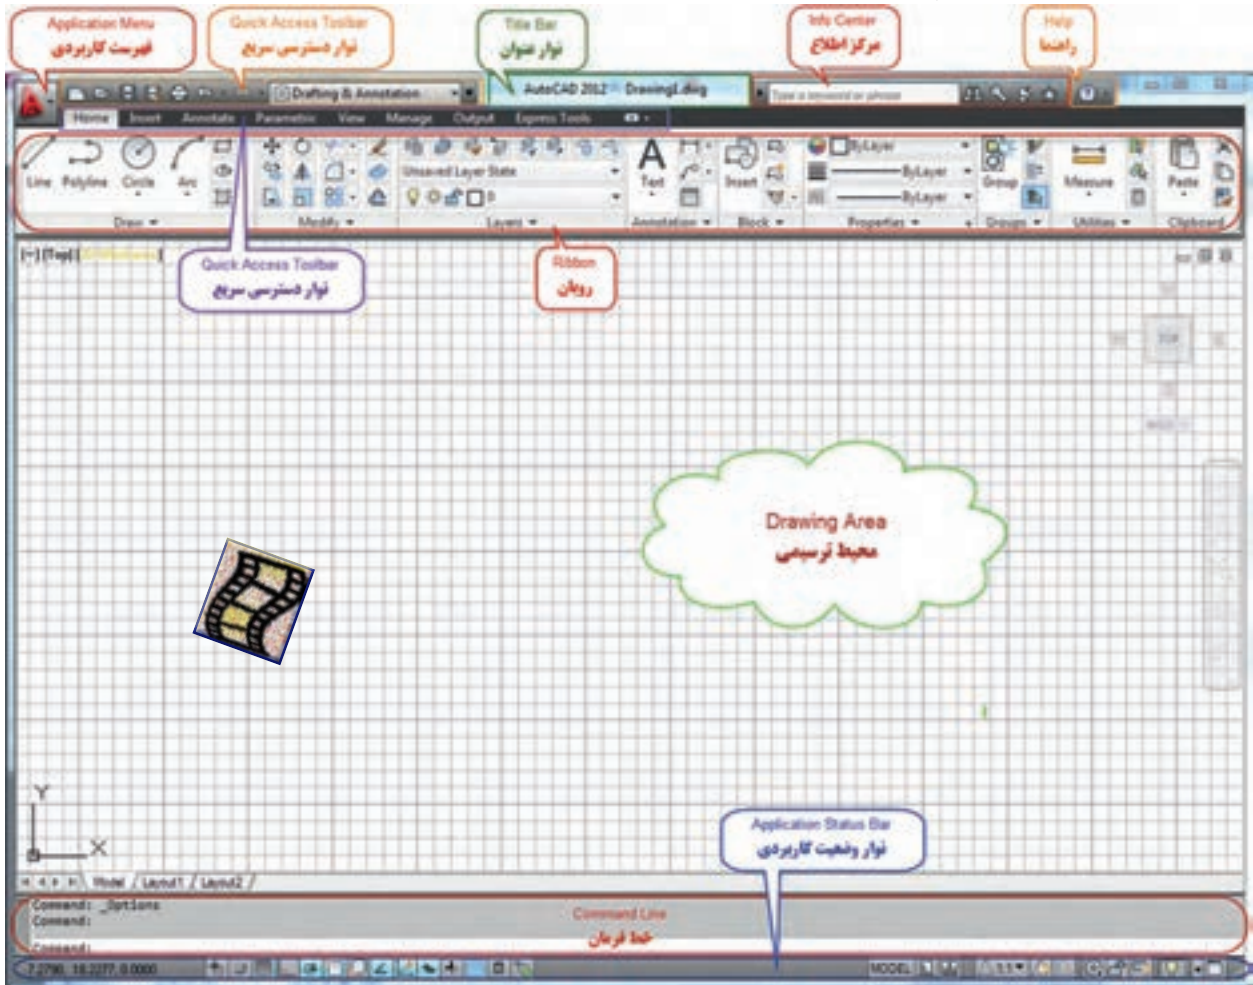 Application Menu
فهرست کاربردی
Quick Access Toolbar
نوار دسترسی سریع
Title Bar
نوار عنوان
Info Center
مرکز اطلاع
Help
راهنما
Drafting & Annotation
AutoCAD 2012 Drawing1.dwg
Type a keyword or phrase
Home Insert Annotate Parametric View Manage Output Express Tools
Line Polyline Circle Arc
Unsaved Layer State
0
Text
Insert
ByLayer
ByLayer
ByLayer
Group
Measure
Paste
Draw Modify Layers Annotation Block Properties Groups Utilities Clipboard
[-] [Top]
Quick Access Toolbar
نوار دسترسی سریع
Ribbon
روبان
TOP
Drawing Area
محیط ترسیمی
Y
X
Application Status Bar
نوار وضعیت کاربردی
Model / Layout1 / Layout2 /
Command: _Options
Command:
Command:
Command Line
خط فرمان
MODEL
1:1